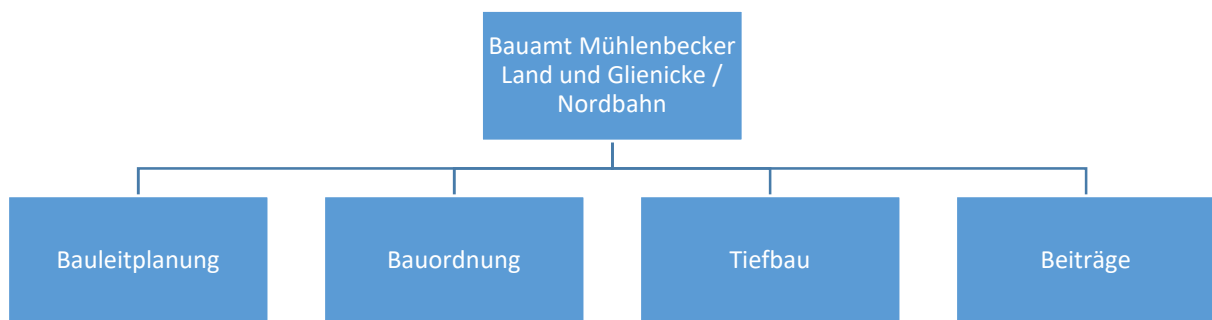 Bauamt Mühlenbecker
Land und Glienicke /
Nordbahn
Bauleitplanung
Bauordnung
Tiefbau
Beiträge